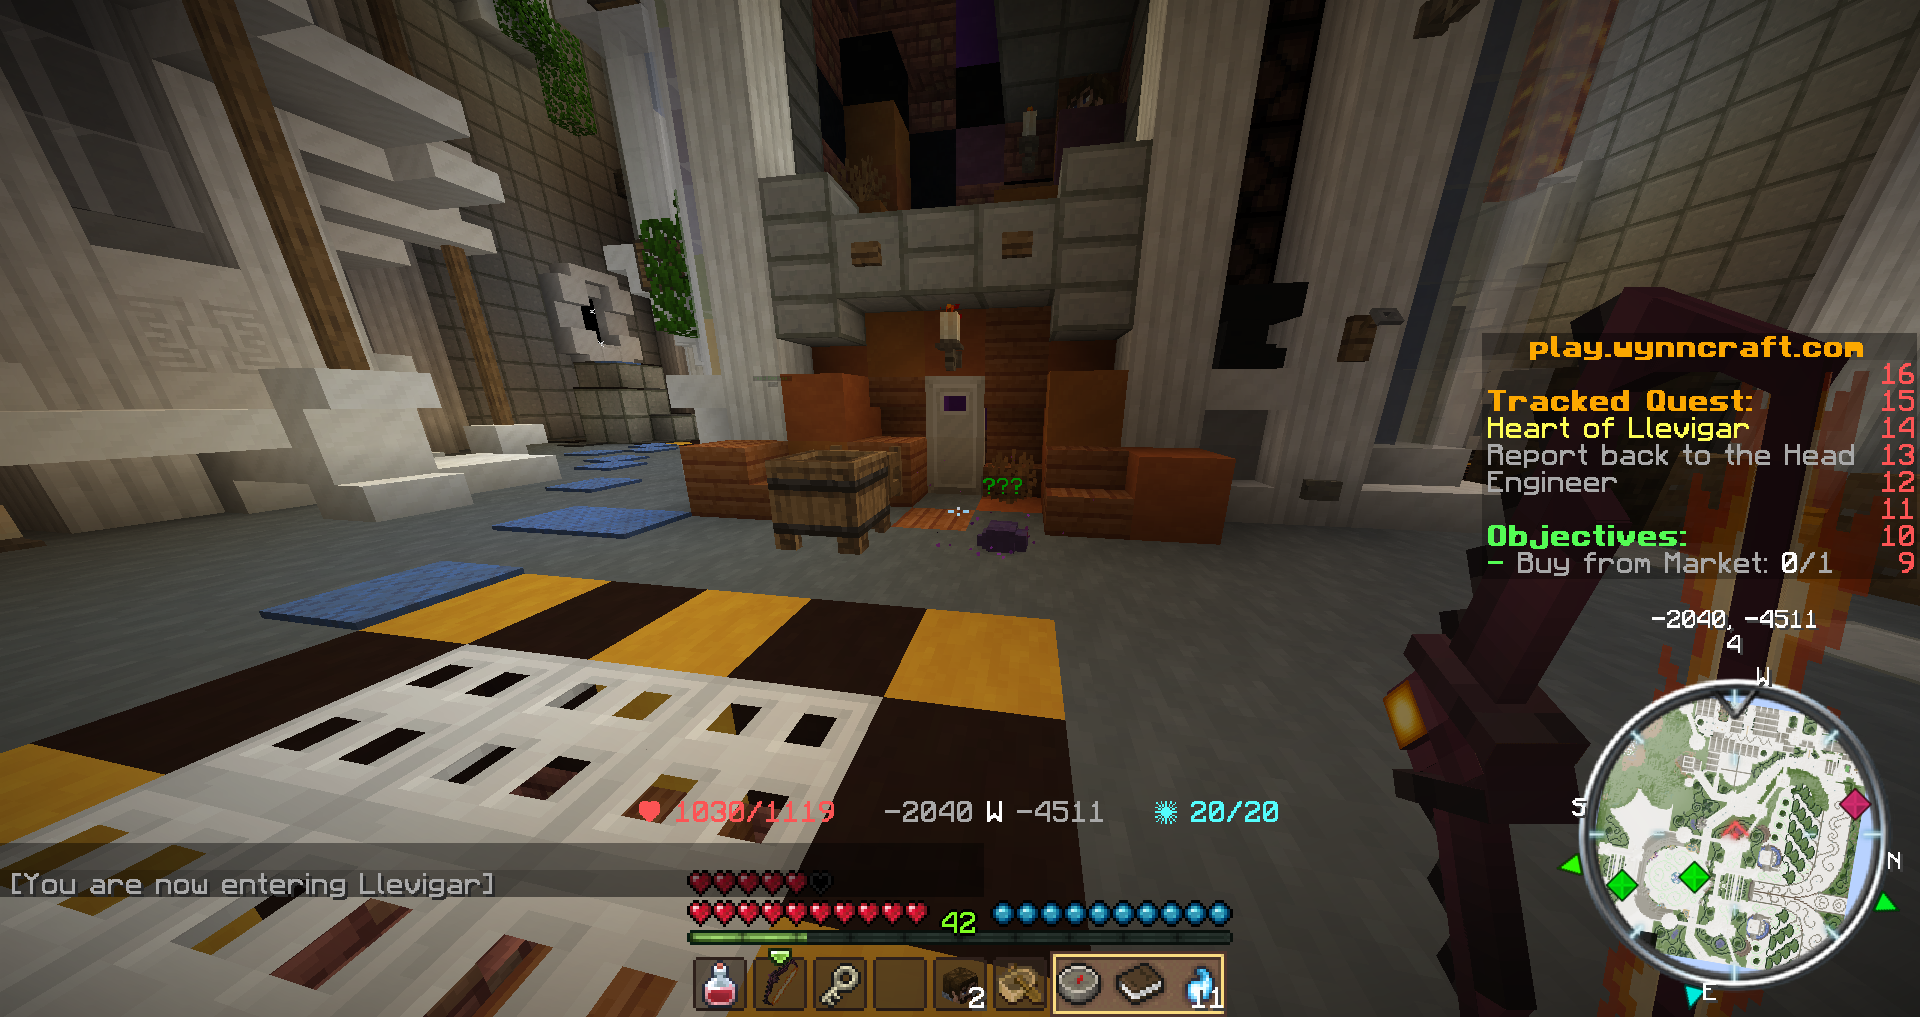 ???
play.wynncraft.com
16
Tracked Quest: 15
Heart of Llevigar 14
Report back to the Head 13
Engineer 12
11
Objectives: 10
- Buy from Market: 0/1 9
-2040, -4511
4
W
S
N
E
1030/1119 -2040 W -4511 20/20
[You are now entering Llevigar]
42
2
11